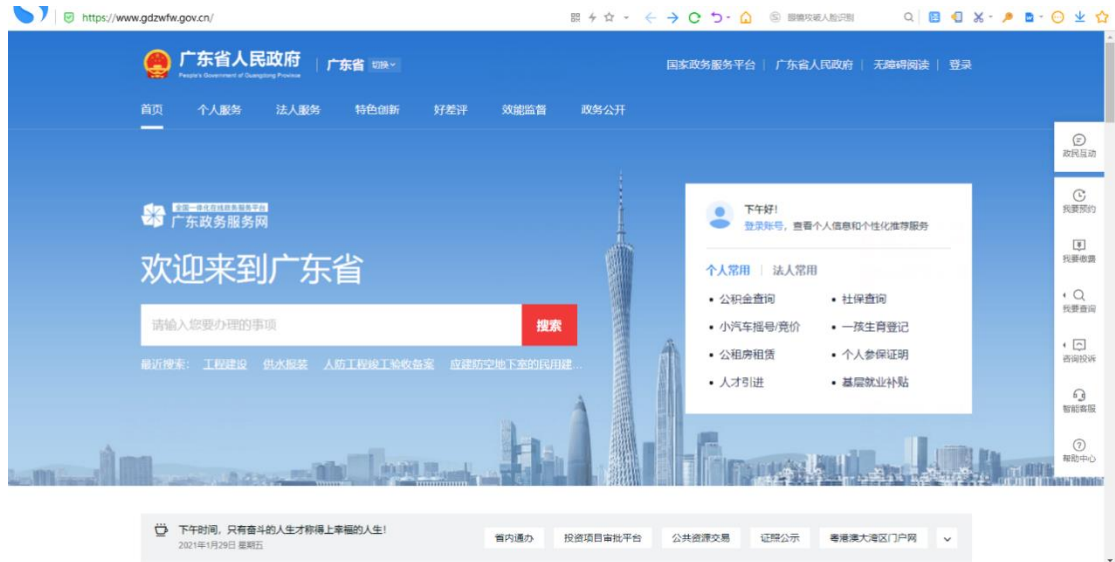 https://www.gdzwfw.gov.cn/
眼镜攻破人脸识别
广东省人民政府
People's Government of Guangdong Province
广东省 切换
国家政务服务平台 | 广东省人民政府 | 无障碍阅读 | 登录
首页 个人服务 法人服务 特色创新 好差评 效能监督 政务公开
政民互动
我要预约
全国一体化在线政务服务平台
广东政务服务网
下午好!
登录账号，查看个人信息和个性化推荐服务
我要缴费
欢迎来到广东省
个人常用 | 法人常用
• 公积金查询 • 社保查询
我要查询
请输入您要办理的事项 搜索
• 小汽车摇号/竞价 • 一孩生育登记
最近搜索： 工程建设 供水报装 人防工程竣工验收备案 应建防空地下室的民用建...
• 公租房租赁 • 个人参保证明
咨询投诉
• 人才引进 • 基层就业补贴
智能客服
帮助中心
下午时间，只有奋斗的人生才称得上幸福的人生！
2021年1月29日 星期五
省内通办 投资项目审批平台 公共资源交易 证照公示 粤港澳大湾区门户网